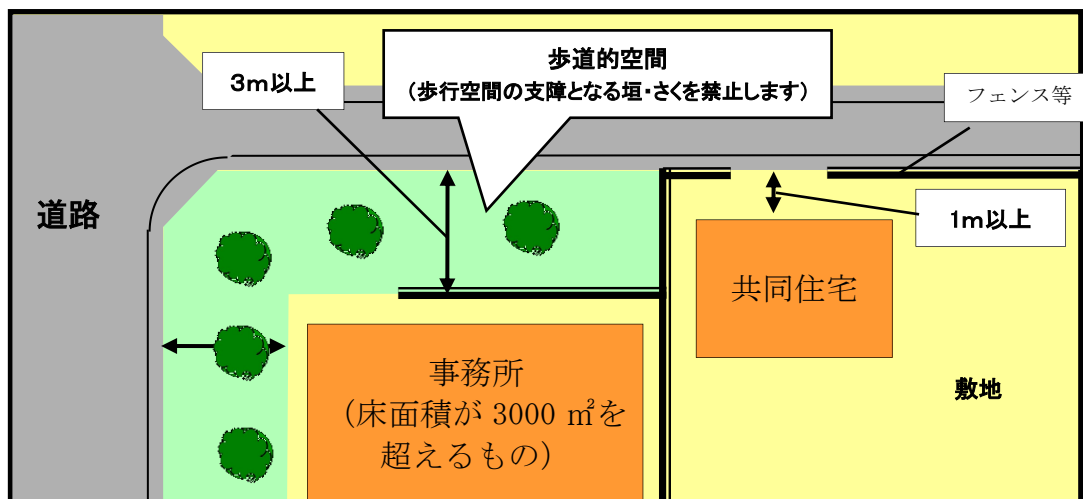 歩道的空間
（歩行空間の支障となる垣・さくを禁止します）
3ｍ以上
フェンス等
道路
1ｍ以上
共同住宅
事務所
（床面積が 3000 ㎡を
超えるもの）
敷地